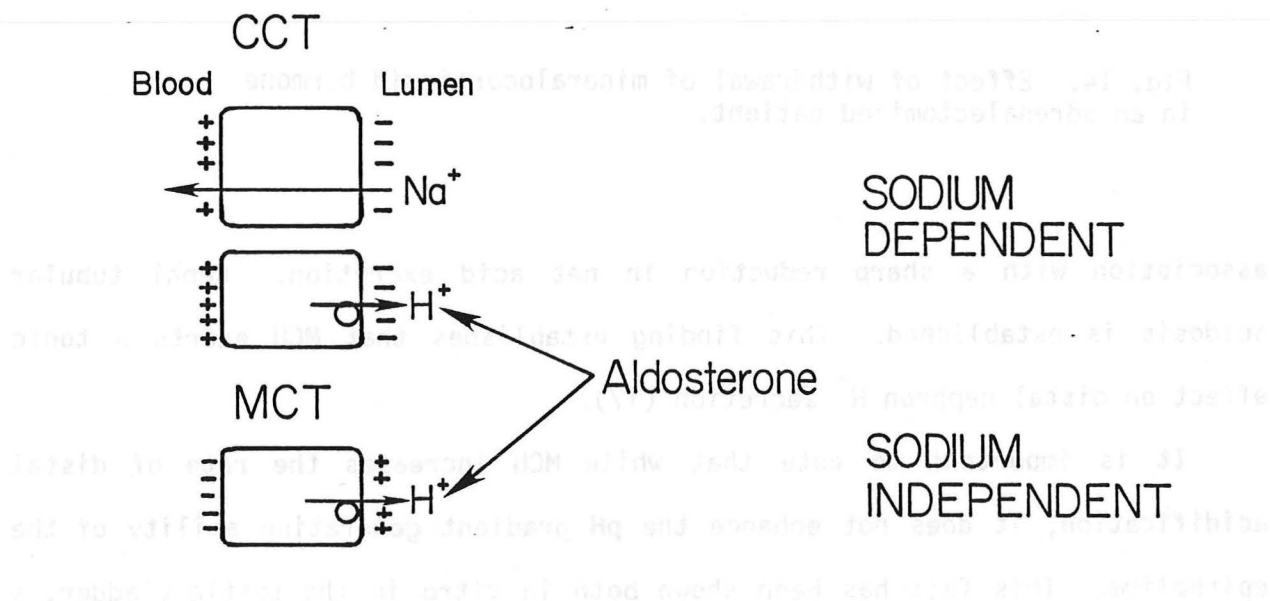 CCT
Blood Lumen
+ −
+ −
+ −
Na⁺
+ −
SODIUM
DEPENDENT
+ −
+ −
+ H⁺
+ −
+
Aldosterone
MCT
− +
− +
− H⁺
− +
SODIUM
INDEPENDENT
Fig. 14. Effect of withdrawal of mineralocorticoid hormone
in an adrenalectomized patient.
association with a sharp reduction in net acid excretion. tubular
acidosis is established. This finding establishes that MCH tonic
effect on distal nephron H secretion (17).
It is important to note that while MCH increases the rate of distal
acidification, it does not enhance the pH gradient generating ability of the
epithelium. This fact has been shown both in vitro in the bladder,